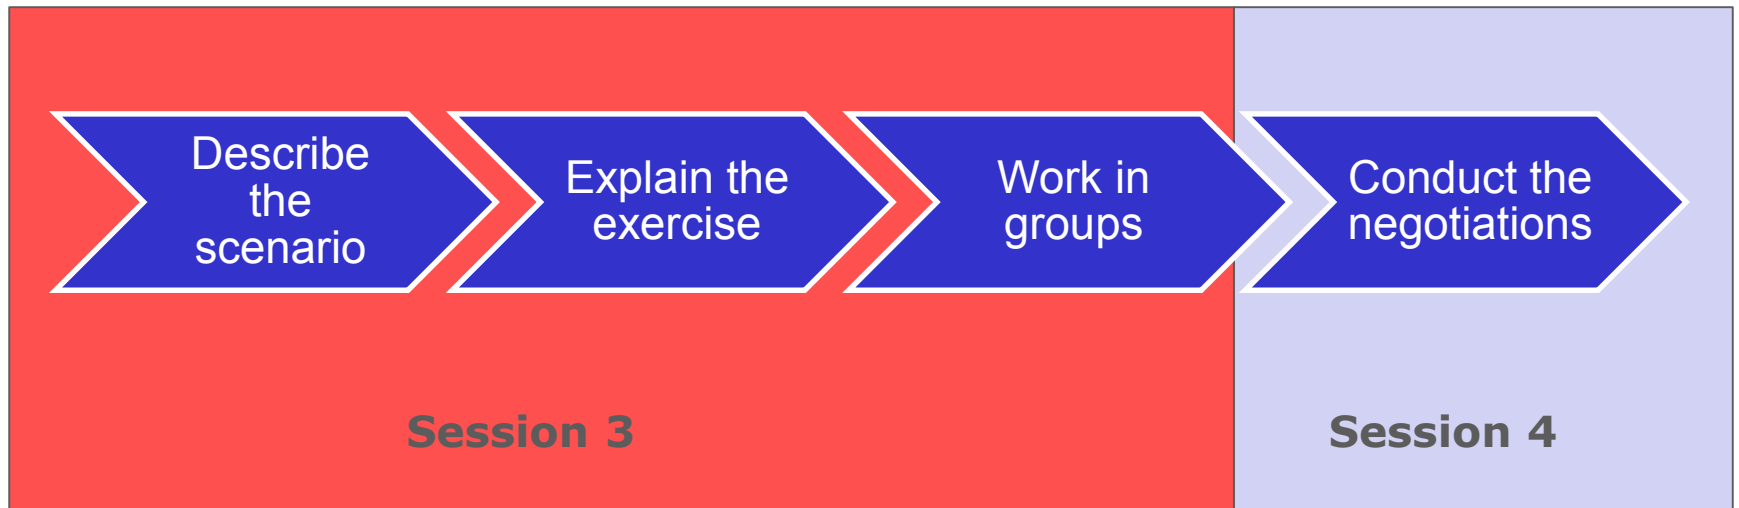 Describe
the
scenario
Explain the
exercise
Work in
groups
Conduct the
negotiations
Session 3
Session 4